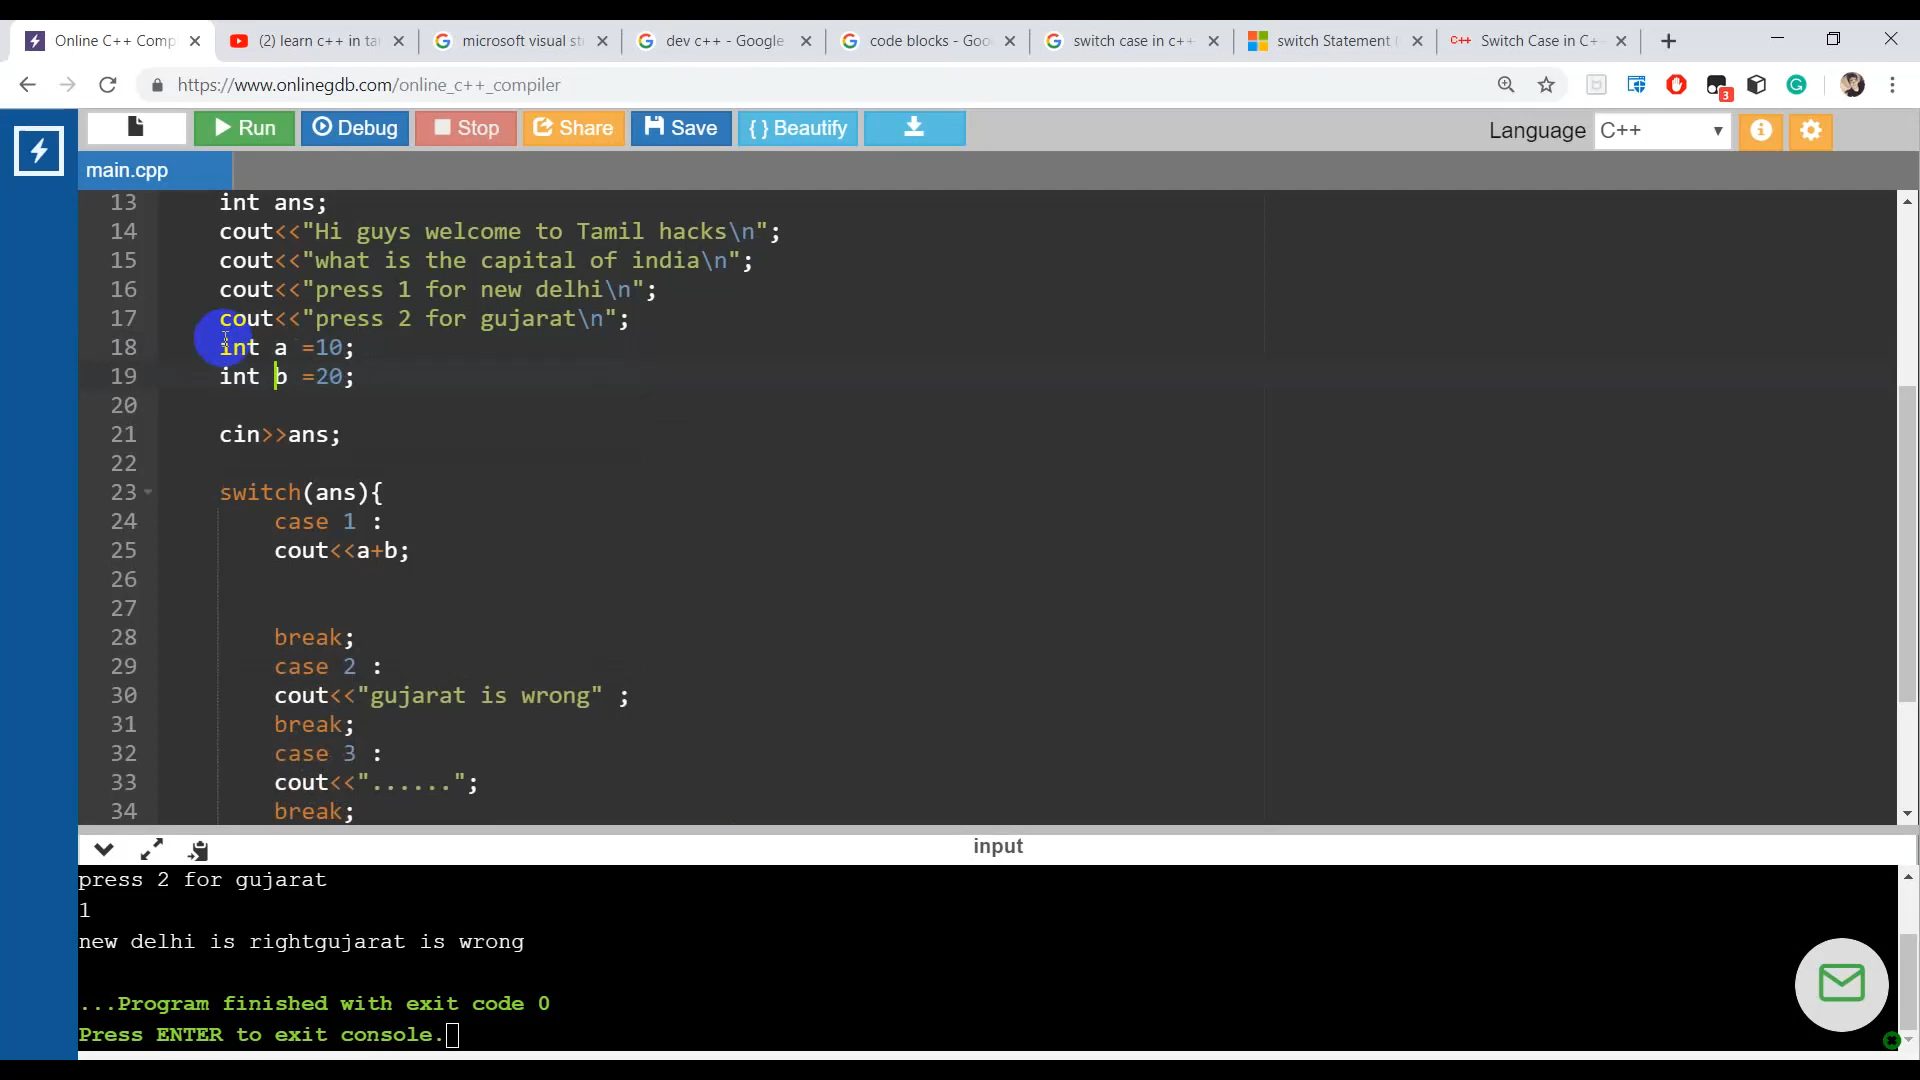 Online C++ Comp
(2) learn c++ in ta
microsoft visual st
dev c++ - Google
code blocks - Goo
switch case in c++
switch Statement (
C++ Switch Case in C+
https://www.onlinegdb.com/online_c++_compiler
3
Run
Debug
Stop
Share
Save
{ } Beautify
Language C++
main.cpp
13 int ans;
14 cout<<"Hi guys welcome to Tamil hacks\n";
15 cout<<"what is the capital of india\n";
16 cout<<"press 1 for new delhi\n";
17 cout<<"press 2 for gujarat\n";
18 int a =10;
19 int b =20;
20
21 cin>>ans;
22
23 switch(ans){
24 case 1 :
25 cout<<a+b;
26
27
28 break;
29 case 2 :
30 cout<<"gujarat is wrong" ;
31 break;
32 case 3 :
33 cout<<"......";
34 break;
input
press 2 for gujarat
1
new delhi is rightgujarat is wrong
...Program finished with exit code 0
Press ENTER to exit console.